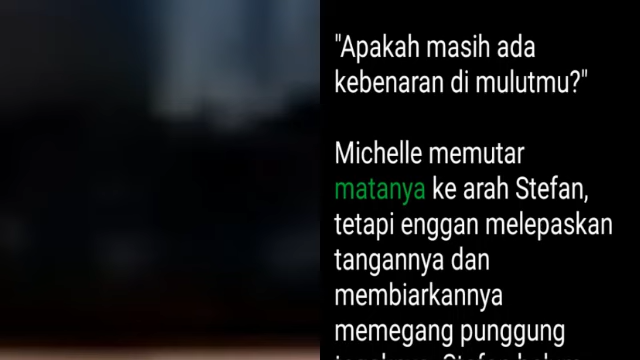 "Apakah masih ada
kebenaran di mulutmu?"
Michelle memutar
matanya ke arah Stefan,
tetapi enggan melepaskan
tangannya dan
membiarkannya
memegang punggung